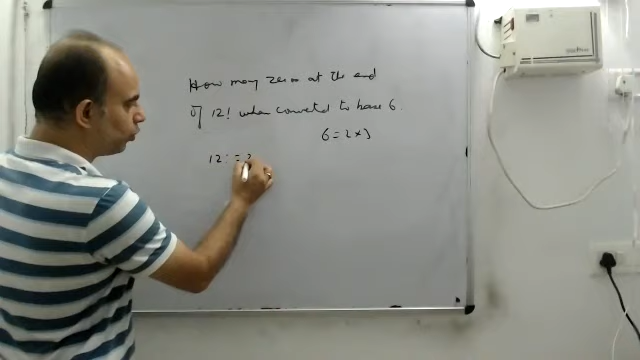 How many zeros at the end
of 12! when converted to base 6.
6 = 2 × 3
12! = 2